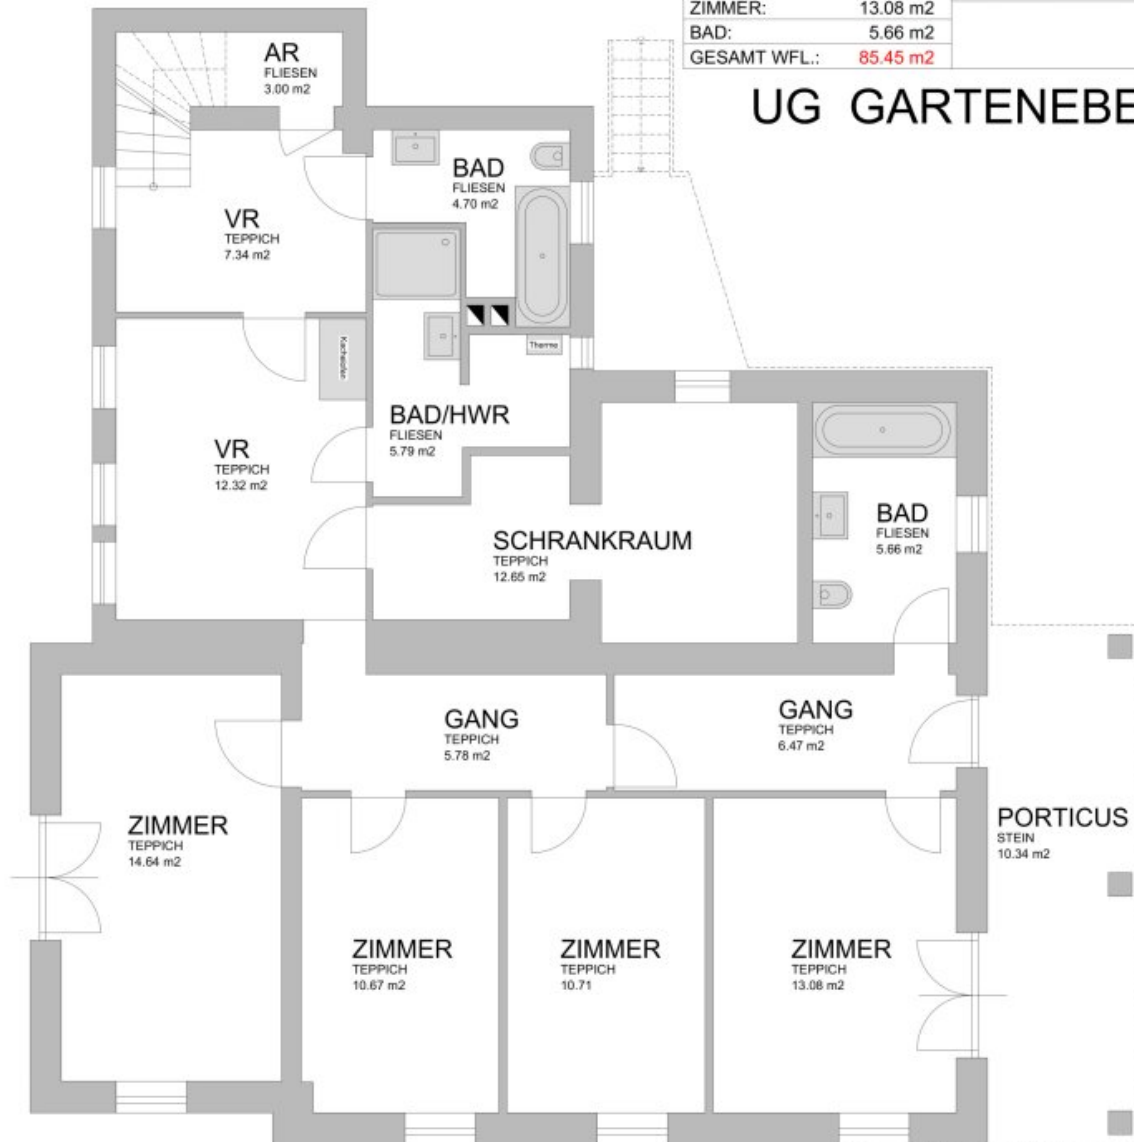 ZIMMER: 13.08 m2
BAD: 5.66 m2
GESAMT WFL.: 85.45 m2
UG GARTENEBE
AR
FLIESEN
3.00 m2
BAD
FLIESEN
4.70 m2
VR
TEPPICH
7.34 m2
Kachelofen
Therme
BAD/HWR
FLIESEN
5.79 m2
VR
TEPPICH
12.32 m2
SCHRANKRAUM
TEPPICH
12.65 m2
BAD
FLIESEN
5.66 m2
GANG
TEPPICH
5.78 m2
GANG
TEPPICH
6.47 m2
ZIMMER
TEPPICH
14.64 m2
PORTICUS
STEIN
10.34 m2
ZIMMER
TEPPICH
10.67 m2
ZIMMER
TEPPICH
10.71
ZIMMER
TEPPICH
13.08 m2